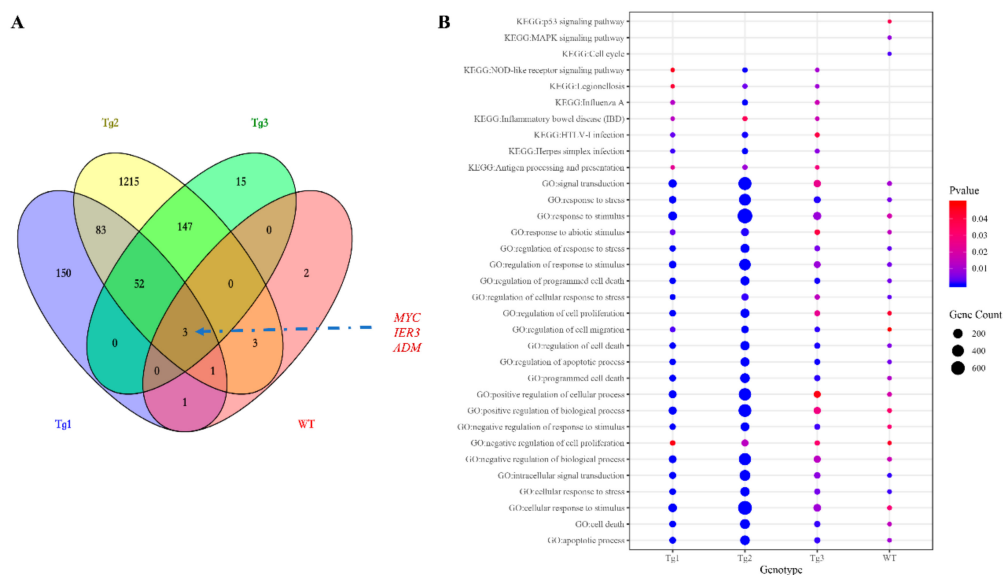 A
Tg2
Tg3
1215
15
83
147
0
150
2
52
0
3
0
3
0
1
1
Tg1
WT
MYC
IER3
ADM
B
KEGG:p53 signaling pathway
KEGG:MAPK signaling pathway
KEGG:Cell cycle
KEGG:NOD-like receptor signaling pathway
KEGG:Legionellosis
KEGG:Influenza A
KEGG:Inflammatory bowel disease (IBD)
KEGG:HTLV-I infection
KEGG:Herpes simplex infection
KEGG:Antigen processing and presentation
GO:signal transduction
GO:response to stress
GO:response to stimulus
GO:response to abiotic stimulus
GO:regulation of response to stress
GO:regulation of response to stimulus
GO:regulation of programmed cell death
GO:regulation of cellular response to stress
GO:regulation of cell proliferation
GO:regulation of cell migration
GO:regulation of cell death
GO:regulation of apoptotic process
GO:programmed cell death
GO:positive regulation of cellular process
GO:positive regulation of biological process
GO:negative regulation of response to stimulus
GO:negative regulation of cell proliferation
GO:negative regulation of biological process
GO:intracellular signal transduction
GO:cellular response to stress
GO:cellular response to stimulus
GO:cell death
GO:apoptotic process
Tg1 Tg2 Tg3 WT
Genotype
Pvalue
0.04
0.03
0.02
0.01
Gene Count
200
400
600